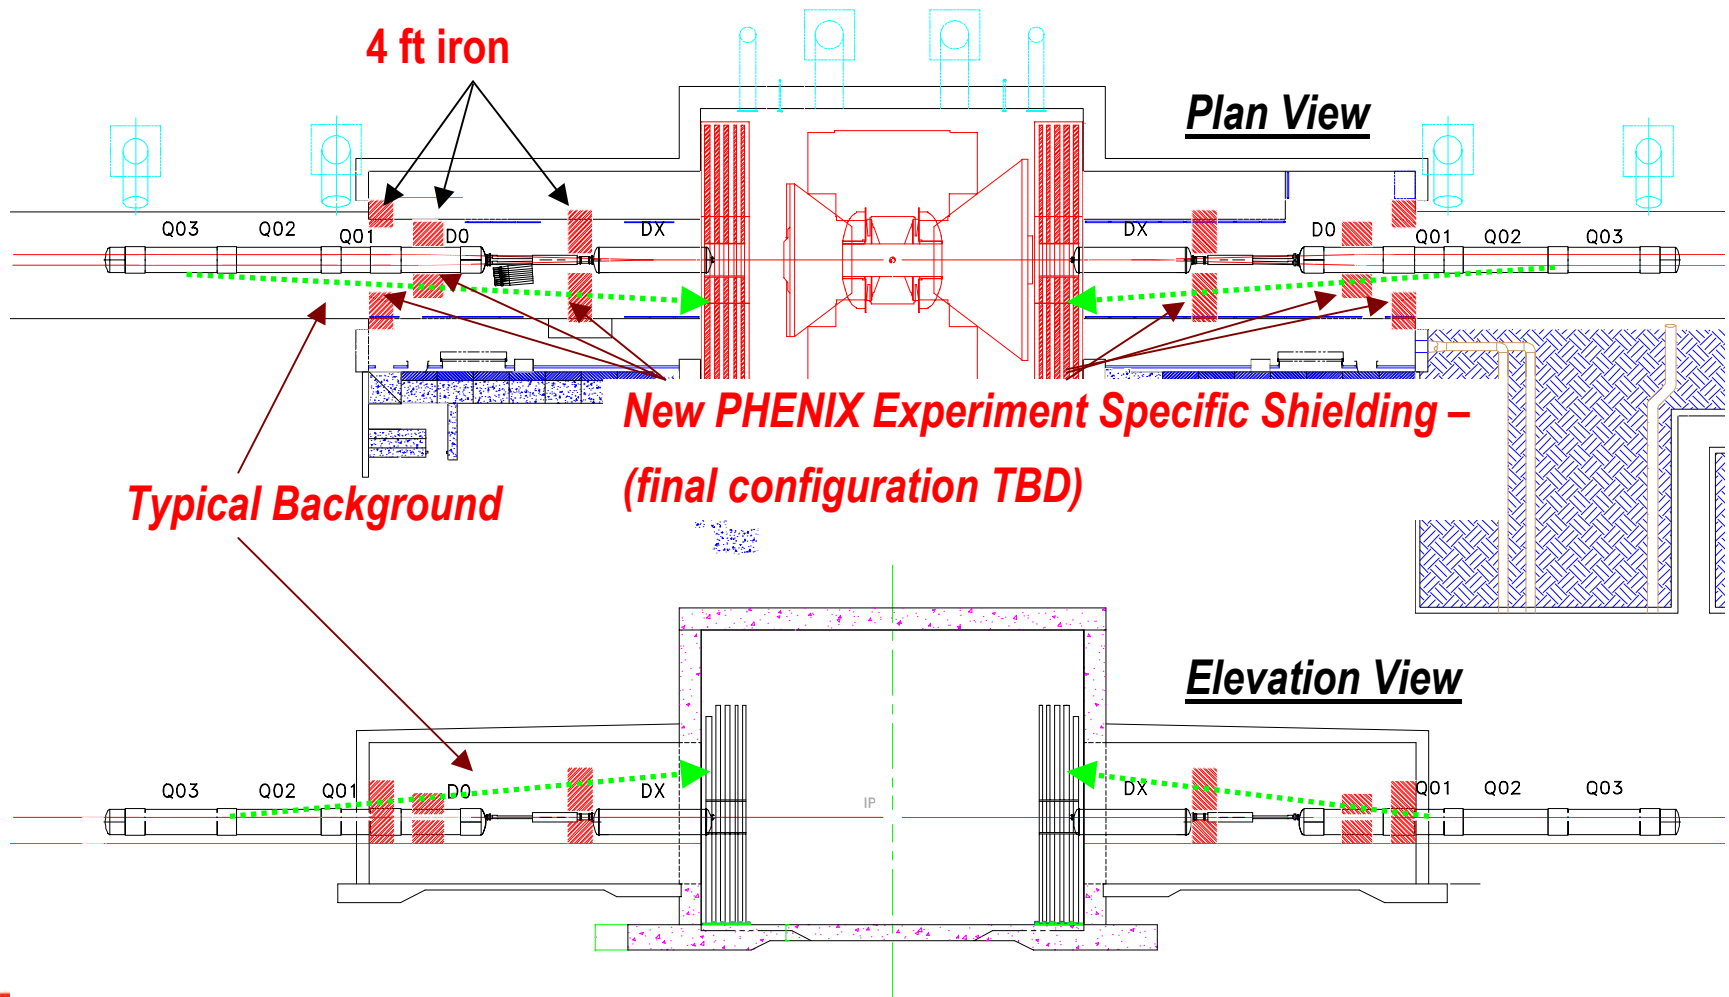 4 ft iron
Plan View
Q03 Q02 Q01 D0 DX DX D0 Q01 Q02 Q03
New PHENIX Experiment Specific Shielding –
(final configuration TBD)
Typical Background
Elevation View
Q03 Q02 Q01 D0 DX IP DX Q01 Q02 Q03